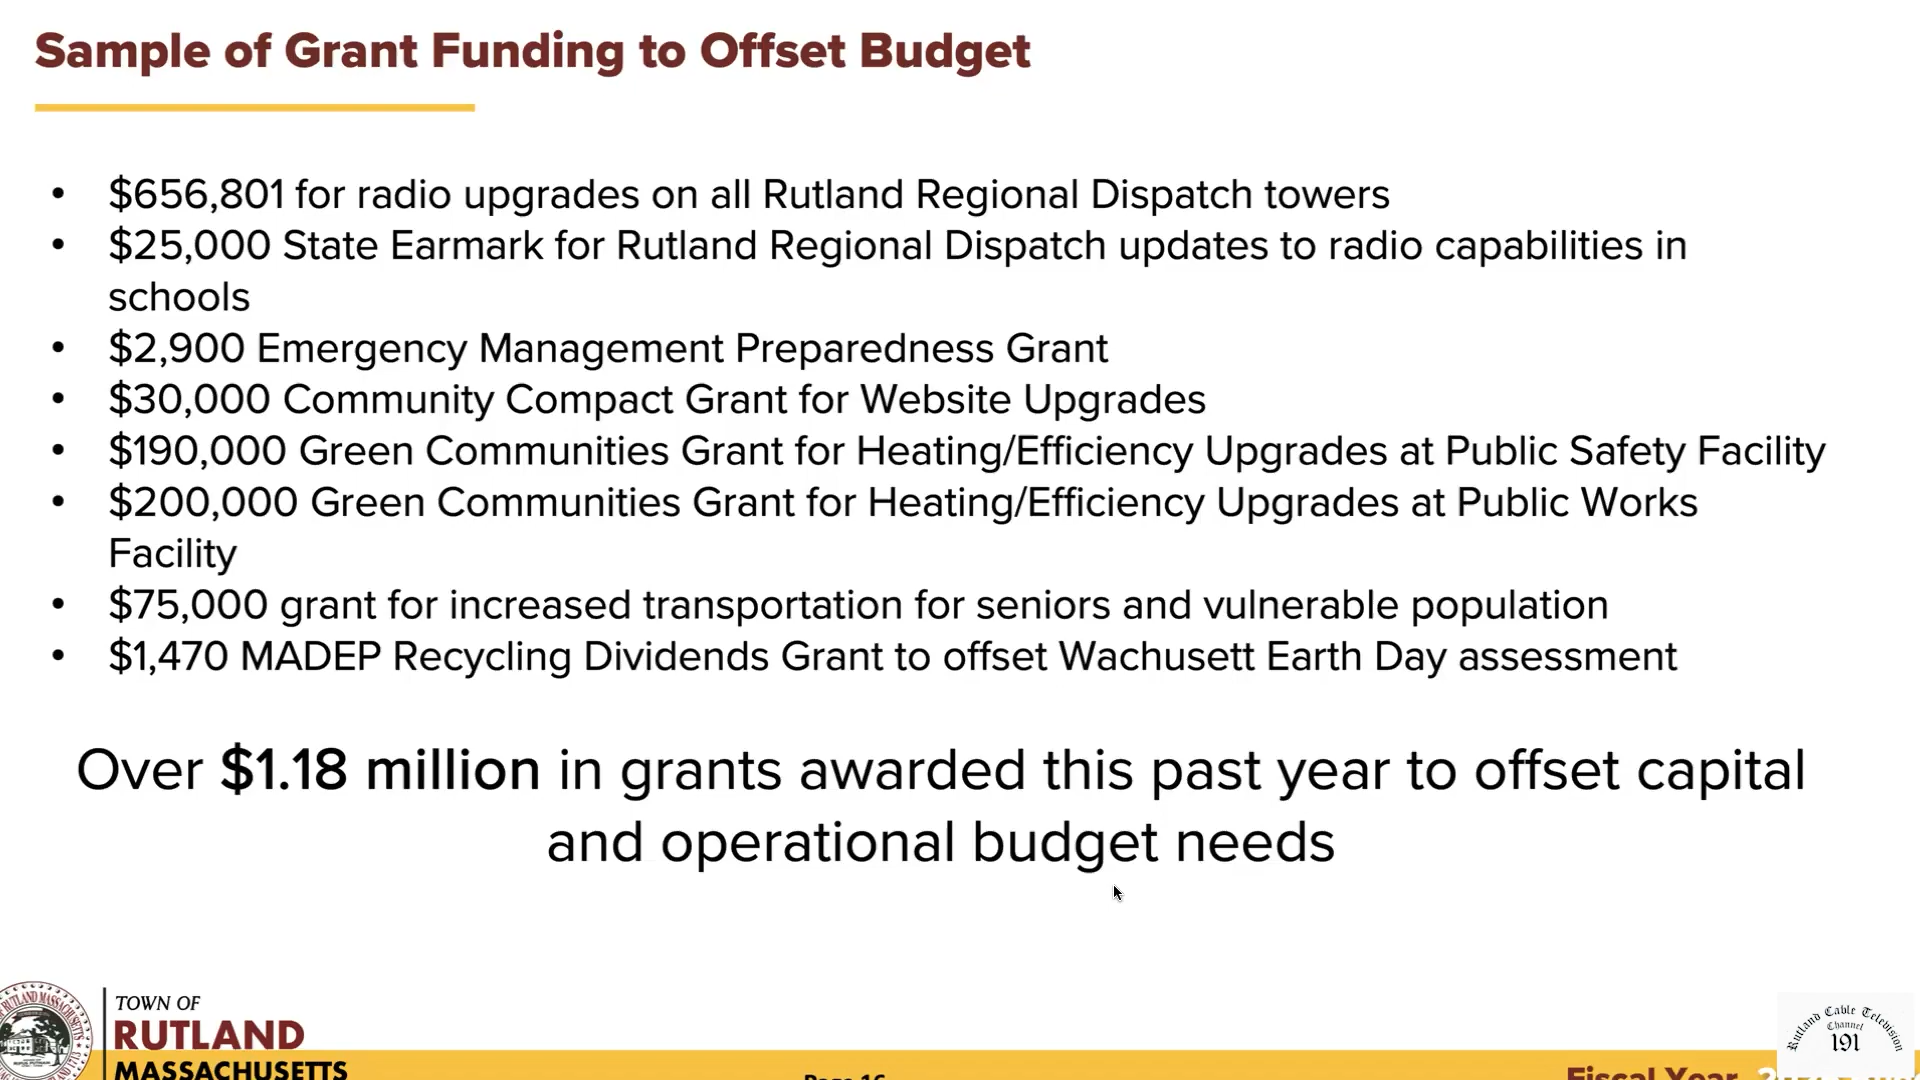 Sample of Grant Funding to Offset Budget
• $656,801 for radio upgrades on all Rutland Regional Dispatch towers
• $25,000 State Earmark for Rutland Regional Dispatch updates to radio capabilities in
schools
• $2,900 Emergency Management Preparedness Grant
• $30,000 Community Compact Grant for Website Upgrades
• $190,000 Green Communities Grant for Heating/Efficiency Upgrades at Public Safety Facility
• $200,000 Green Communities Grant for Heating/Efficiency Upgrades at Public Works
Facility
• $75,000 grant for increased transportation for seniors and vulnerable population
• $1,470 MADEP Recycling Dividends Grant to offset Wachusett Earth Day assessment
Over $1.18 million in grants awarded this past year to offset capital
and operational budget needs
TOWN OF
RUTLAND
MASSACHUSETTS
Page 16
Fiscal Year
Rutland Cable Television
Channel
191